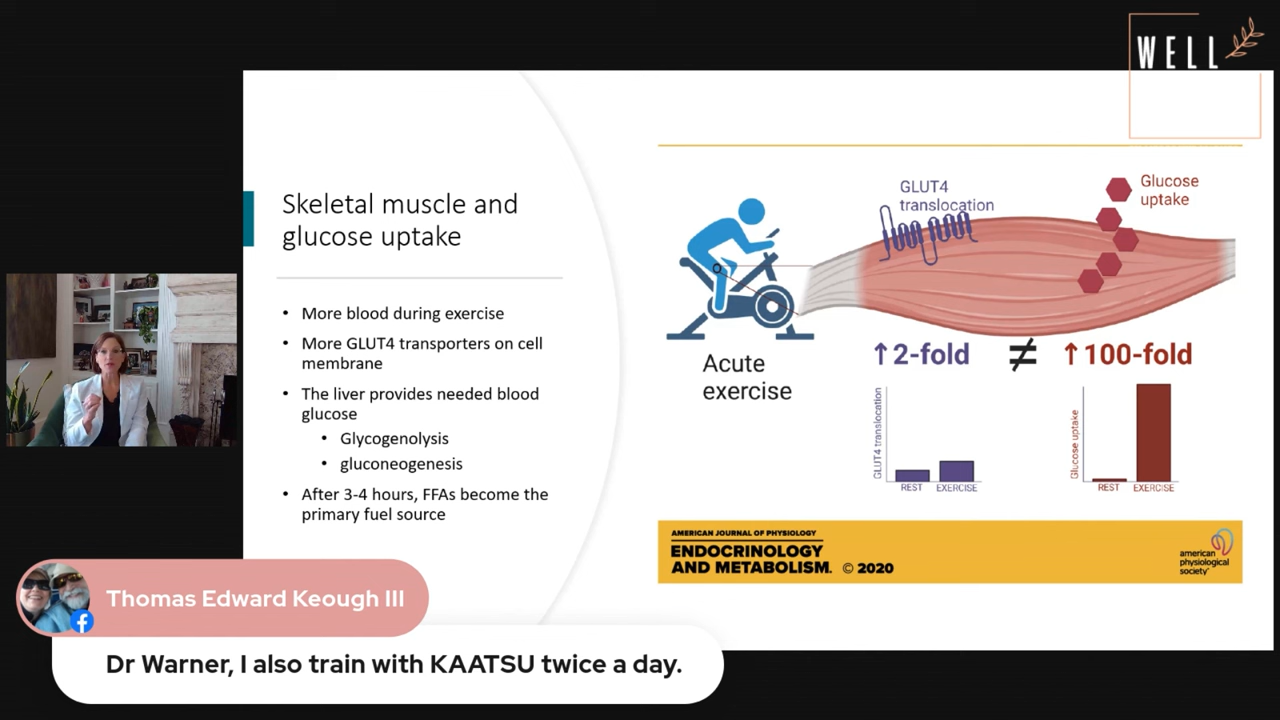 WELL
Skeletal muscle and
glucose uptake
• More blood during exercise
• More GLUT4 transporters on cell
membrane
• The liver provides needed blood
glucose
• Glycogenolysis
• gluconeogenesis
• After 3-4 hours, FFAs become the
primary fuel source
GLUT4
translocation
Glucose
uptake
Acute
exercise
↑2-fold ≠ ↑100-fold
GLUT4 translocation
REST EXERCISE
Glucose uptake
REST EXERCISE
AMERICAN JOURNAL OF PHYSIOLOGY
ENDOCRINOLOGY
AND METABOLISM. © 2020
american
physiological
society
Thomas Edward Keough III
Dr Warner, I also train with KAATSU twice a day.